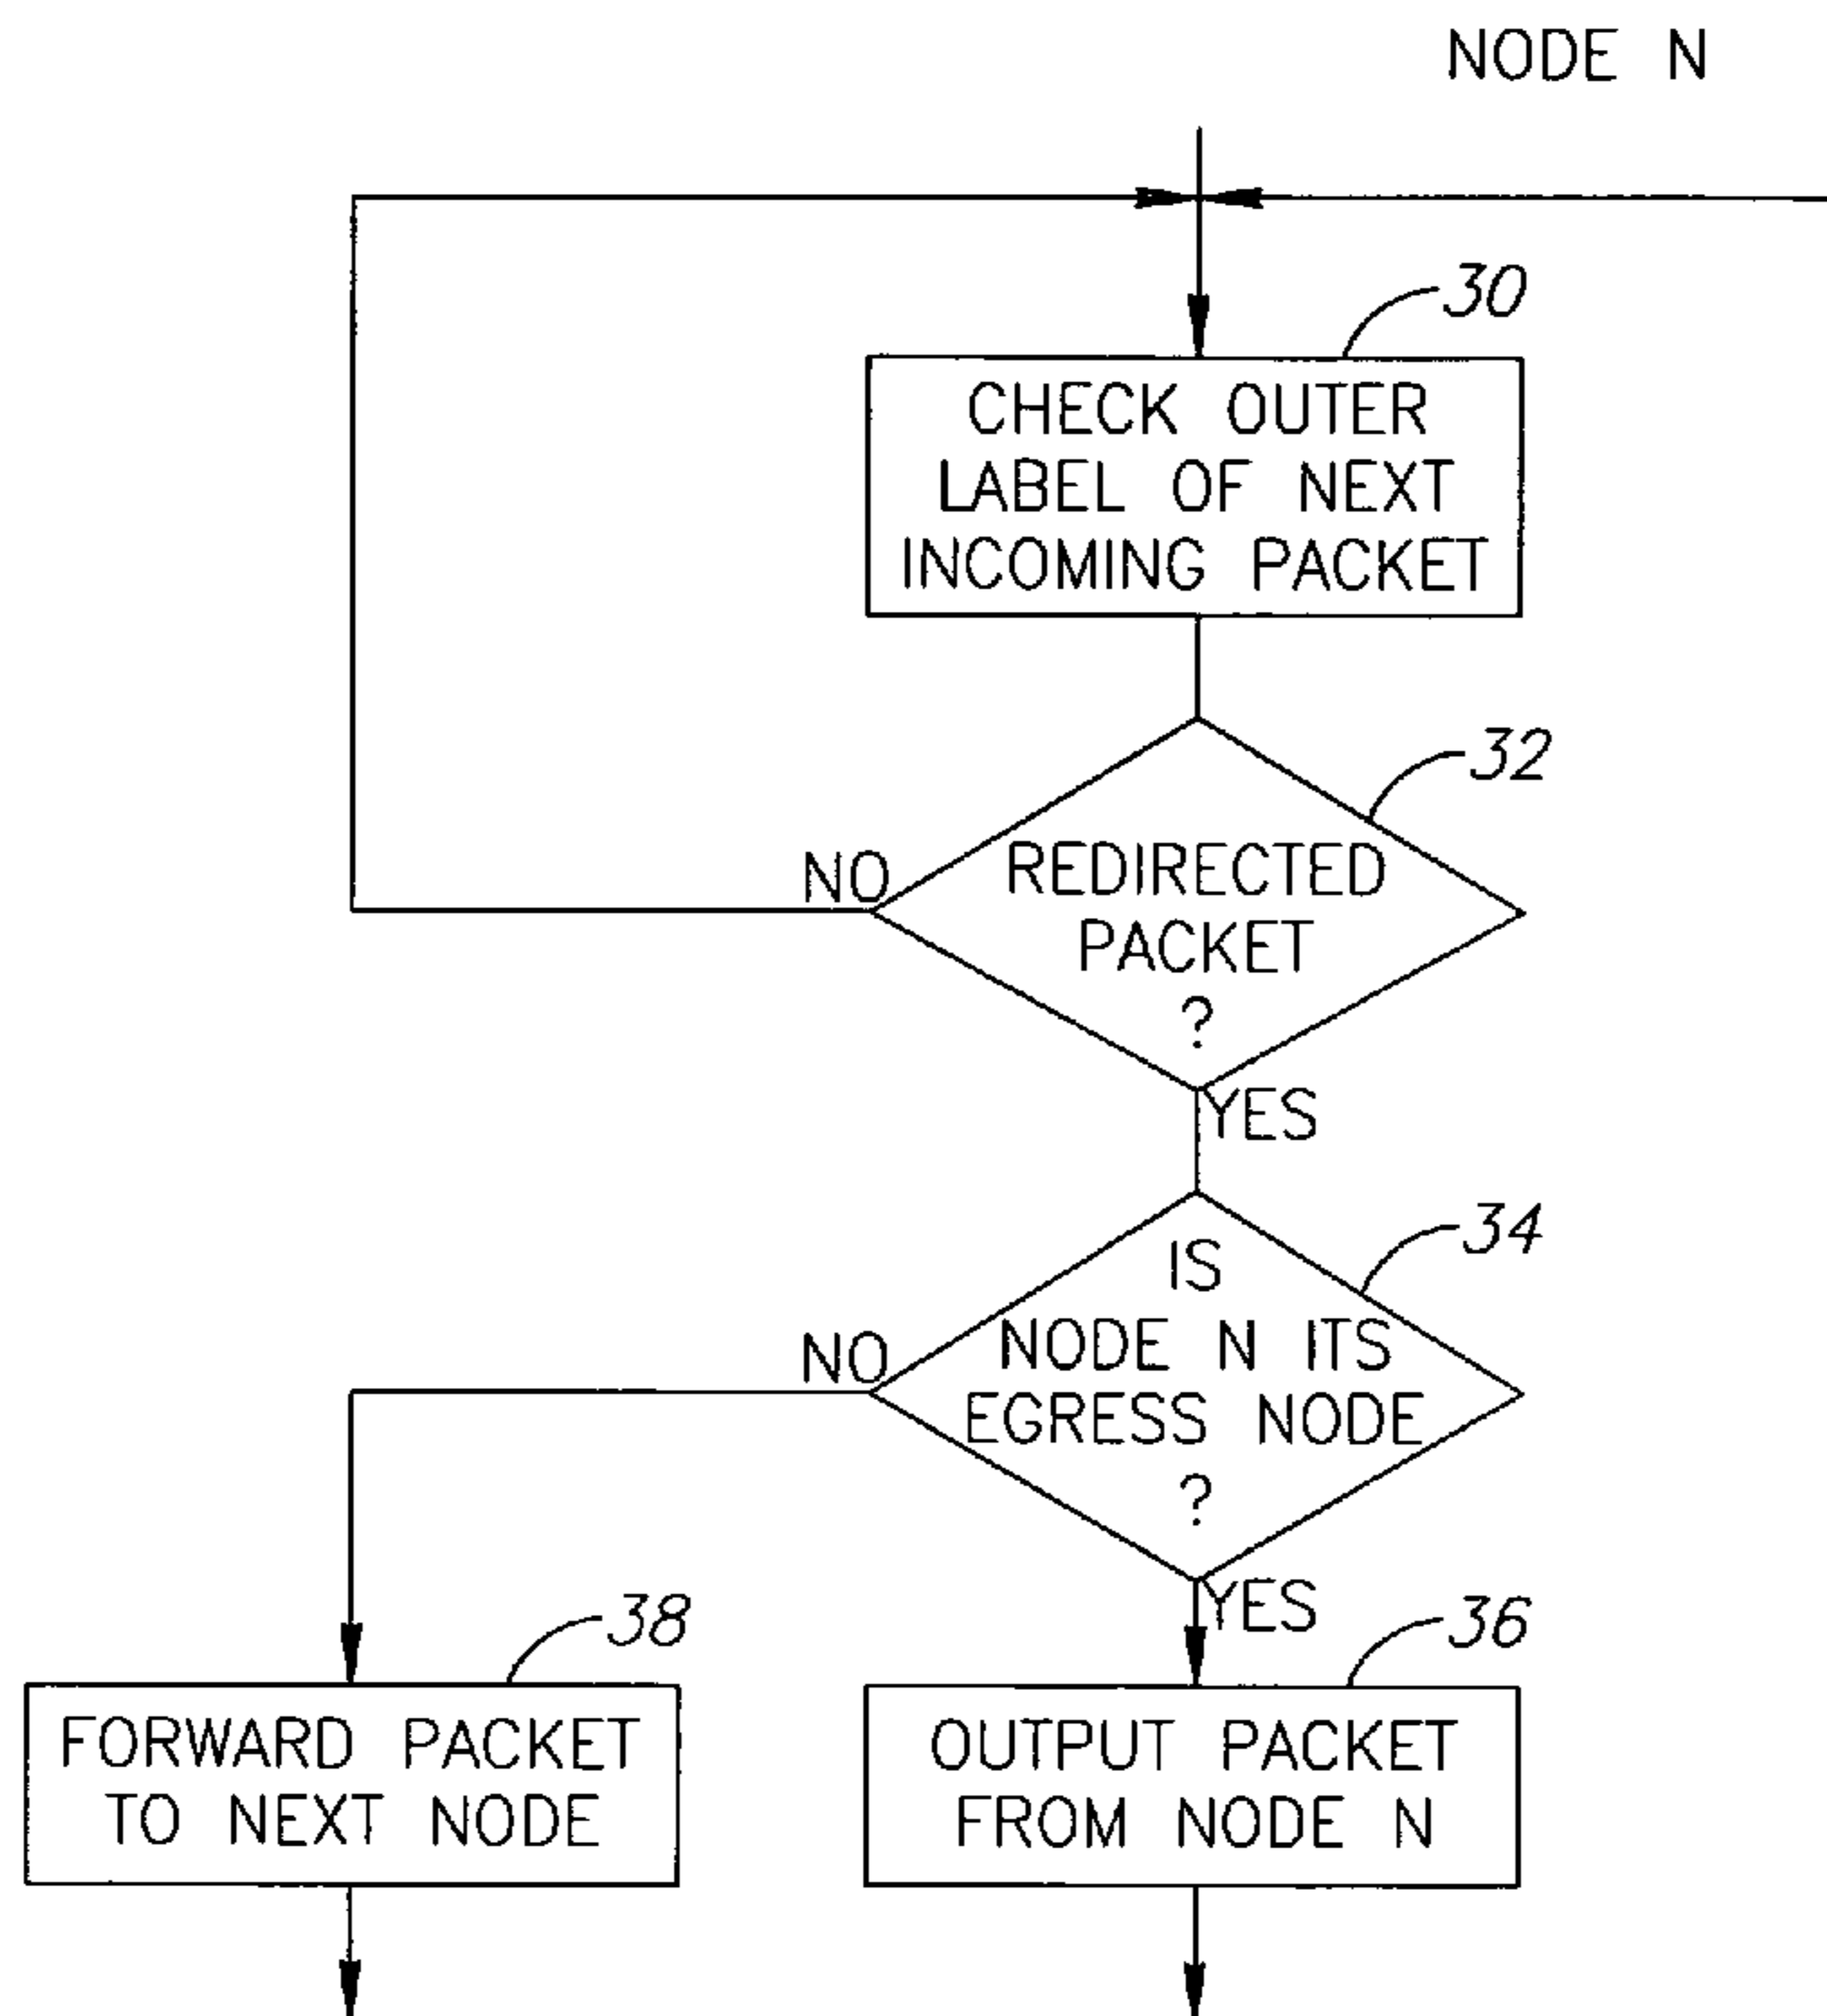 NODE N
30
CHECK OUTER
LABEL OF NEXT
INCOMING PACKET
32
NO
REDIRECTED
PACKET
?
YES
34
IS
NODE N ITS
EGRESS NODE
?
NO
YES
38
FORWARD PACKET
TO NEXT NODE
36
OUTPUT PACKET
FROM NODE N